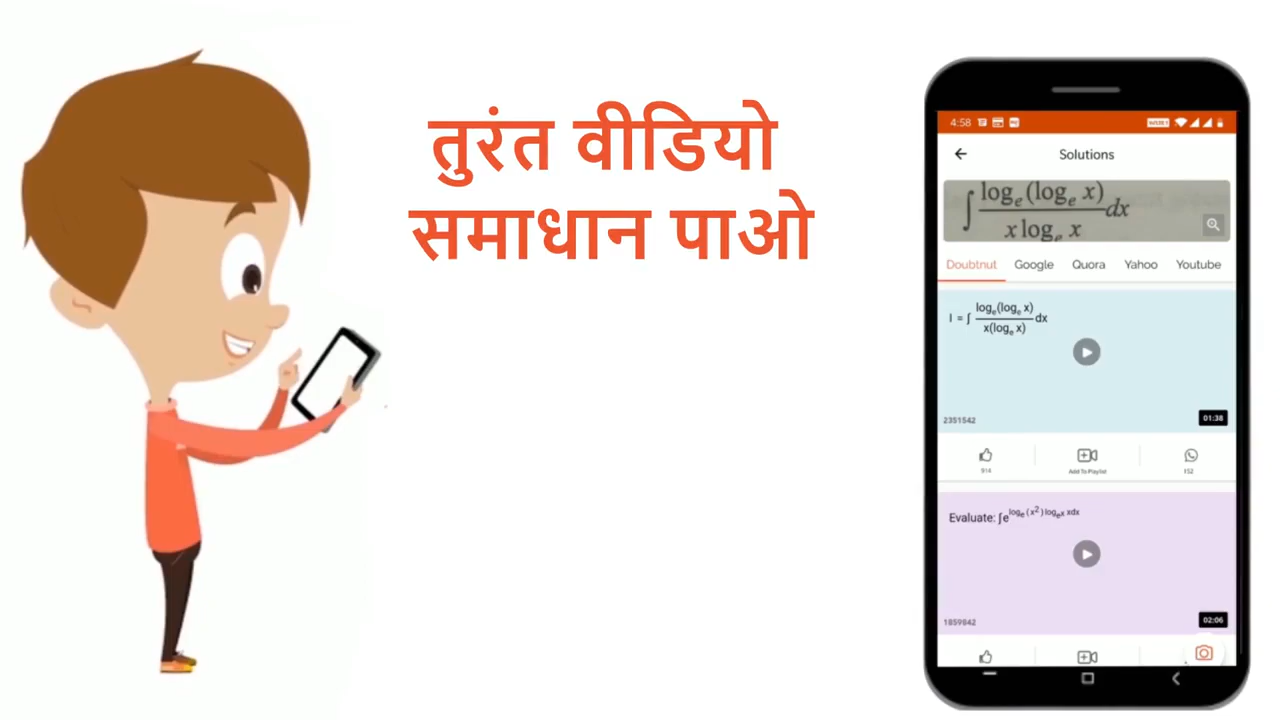 तुरंत वीडियो
समाधान पाओ
4:58
Solutions
∫ logₑ(logₑ x) / x logₑ x dx
Doubtnut Google Quora Yahoo Youtube
I = ∫ logₑ(logₑ x) / x(logₑ x) dx
2351542 01:38
914 Add To Playlist 152
Evaluate: ∫e^logₑ(x²) logₑx xdx
1859842 02:06